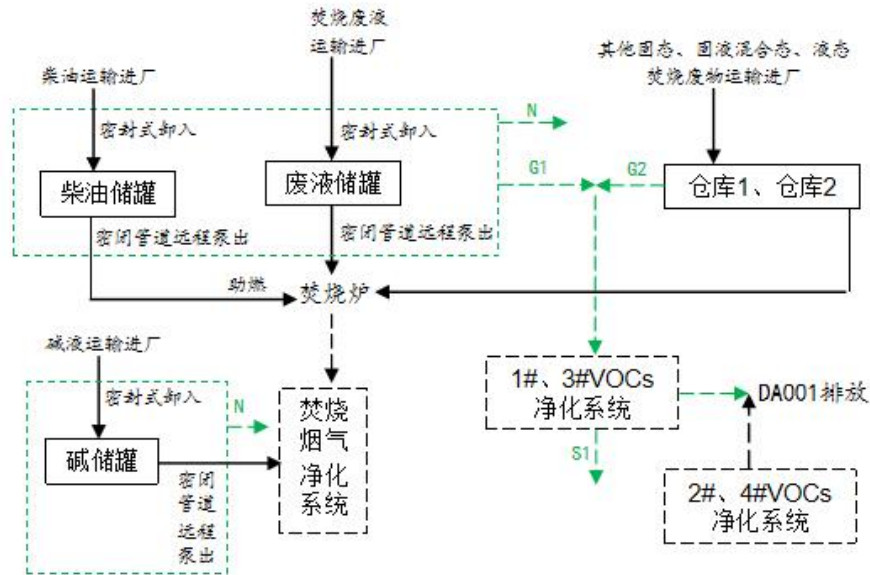 焚烧废液
运输进厂
其他固态、固液混合态、液态
焚烧废物运输进厂
柴油运输进厂
密封式卸入
密封式卸入
N
柴油储罐
废液储罐
G1
G2
仓库1、仓库2
密闭管道远程泵出
密闭管道远程泵出
助燃
焚烧炉
碱液运输进厂
密封式卸入
N
碱储罐
密闭
管道
远程
泵出
焚烧
烟气
净化
系统
1#、3#VOCs
净化系统
DA001排放
S1
2#、4#VOCs
净化系统